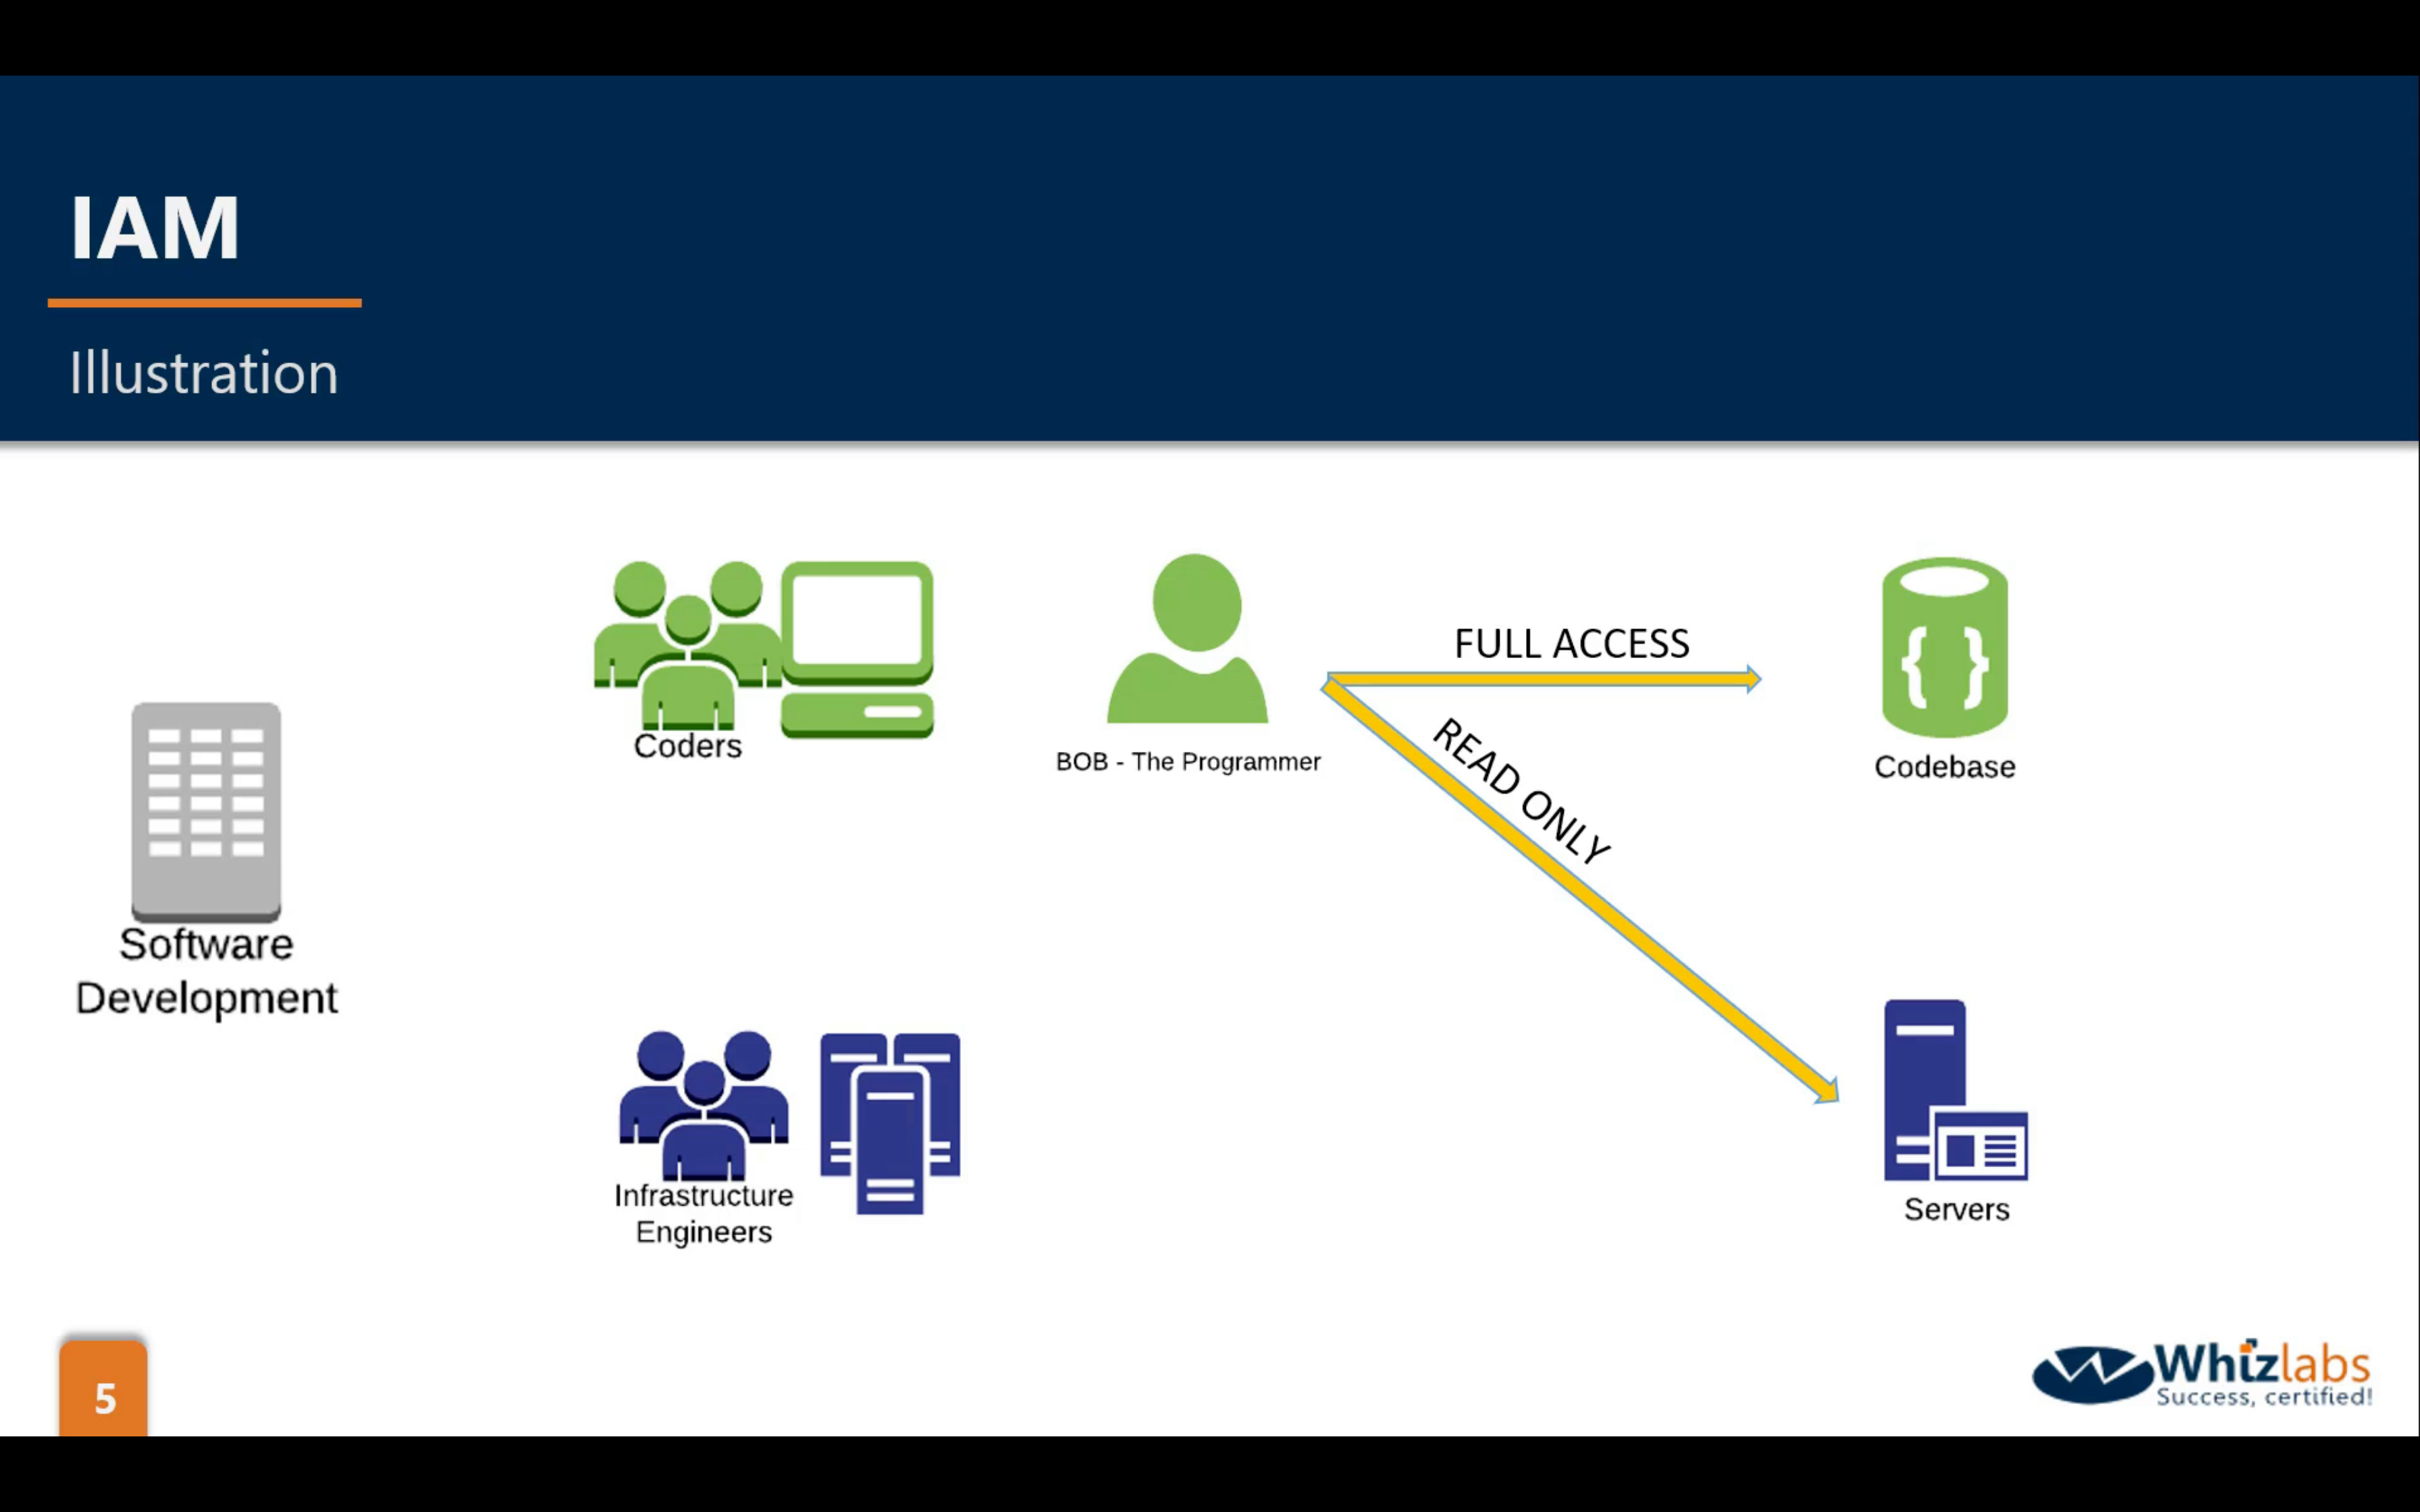 IAM
Illustration
Coders
BOB - The Programmer
FULL ACCESS
READ ONLY
Codebase
Software
Development
Infrastructure
Engineers
Servers
5
Whizlabs
Success, certified!